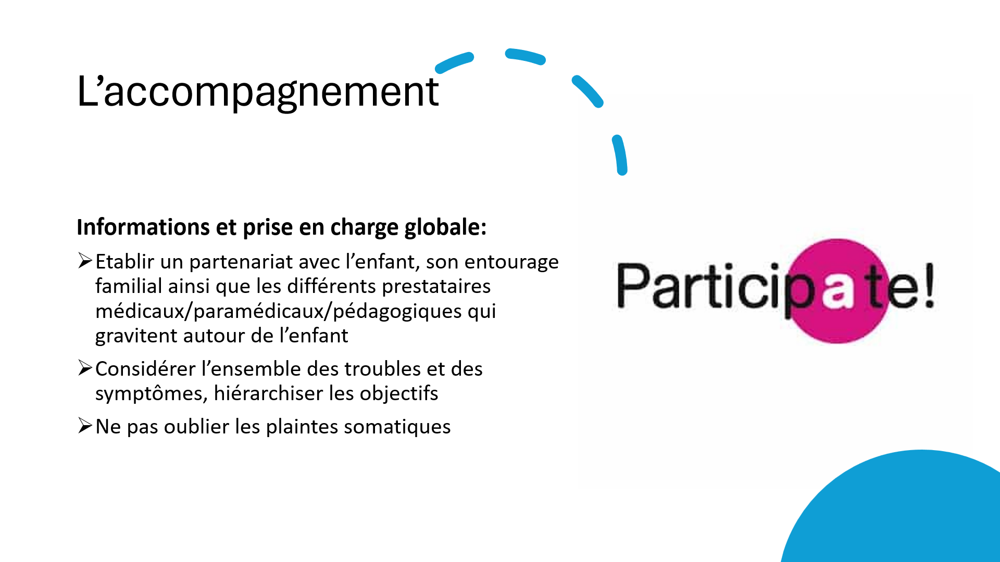 L’accompagnement
Informations et prise en charge globale:
➢Etablir un partenariat avec l’enfant, son entourage
familial ainsi que les différents prestataires
médicaux/paramédicaux/pédagogiques qui
gravitent autour de l’enfant
➢Considérer l’ensemble des troubles et des
symptômes, hiérarchiser les objectifs
➢Ne pas oublier les plaintes somatiques
Participate!